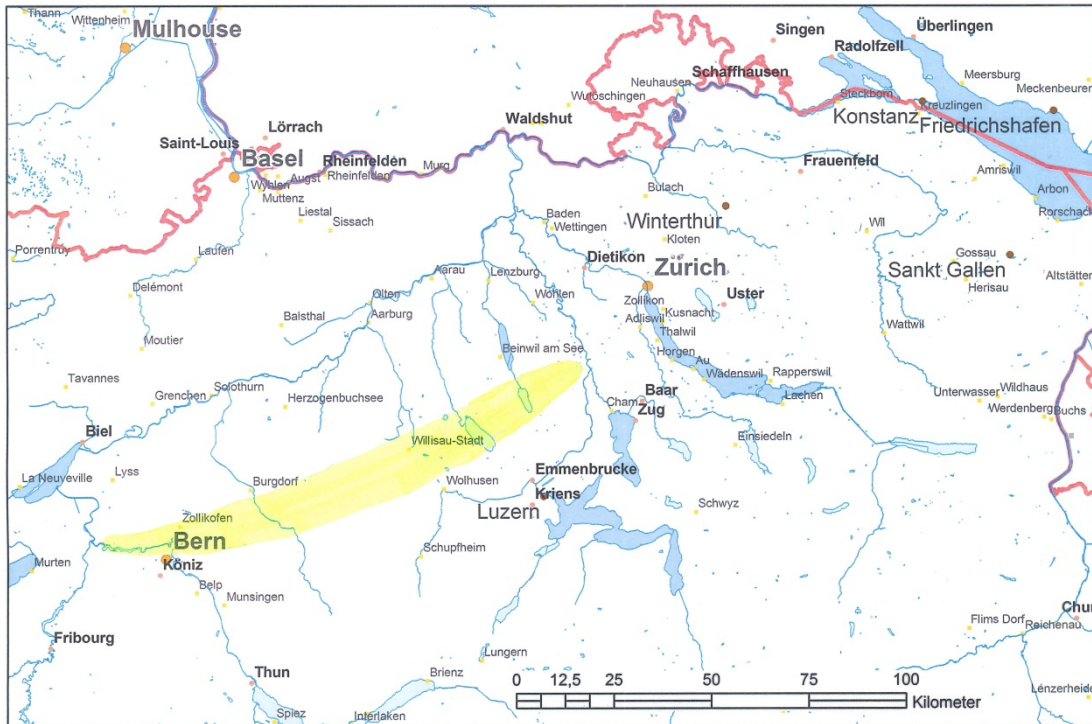 Thann
Wittenheim
Mulhouse
Singen
Überlingen
Radolfzell
Schaffhausen
Neuhausen
Meersburg
Meckenbeuren
Steckborn
Kreuzlingen
Wutöschingen
Konstanz
Friedrichshafen
Waldshut
Lörrach
Saint-Louis
Basel
Rheinfelden
Murg
Frauenfeld
Wyhlen
Augst
Rheinfelden
Amriswil
Muttenz
Bulach
Arbon
Liestal
Sissach
Baden
Winterthur
Rorschach
Wettingen
Wil
Kloten
Porrentruy
Laufen
Dietikon
Zürich
Gossau
Sankt Gallen
Aarau
Lenzburg
Herisau
Altstätten
Delémont
Olten
Wohlen
Zollikon
Uster
Balsthal
Aarburg
Kusnacht
Adliswil
Thalwil
Wattwil
Moutier
Beinwil am See
Horgen
Au
Tavannes
Solothurn
Wädenswil
Rapperswil
Grenchen
Herzogenbuchsee
Baar
Cham
Zug
Lachen
Unterwasser
Wildhaus
Werdenberg
Buchs
Biel
Willisau-Stadt
Einsiedeln
La Neuveville
Lyss
Burgdorf
Wolhusen
Emmenbrucke
Kriens
Luzern
Schwyz
Zollikofen
Bern
Schupfheim
Murten
Köniz
Belp
Munsingen
Chur
Flims Dorf
Reichenau
Fribourg
Lungern
Thun
Brienz
Spiez
Interlaken
Lénzerheide
0 12,5 25 50 75 100
Kilometer